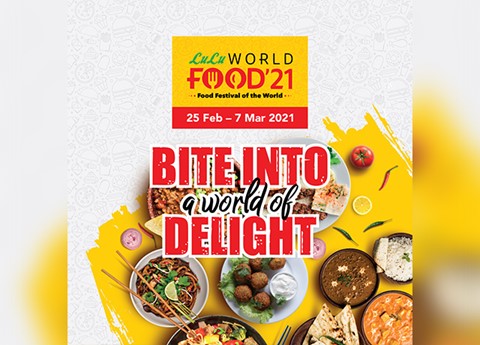 LuLu WORLD
FOOD'21
Food Festival of the World
25 Feb – 7 Mar 2021
BITE INTO
a world of
DELIGHT